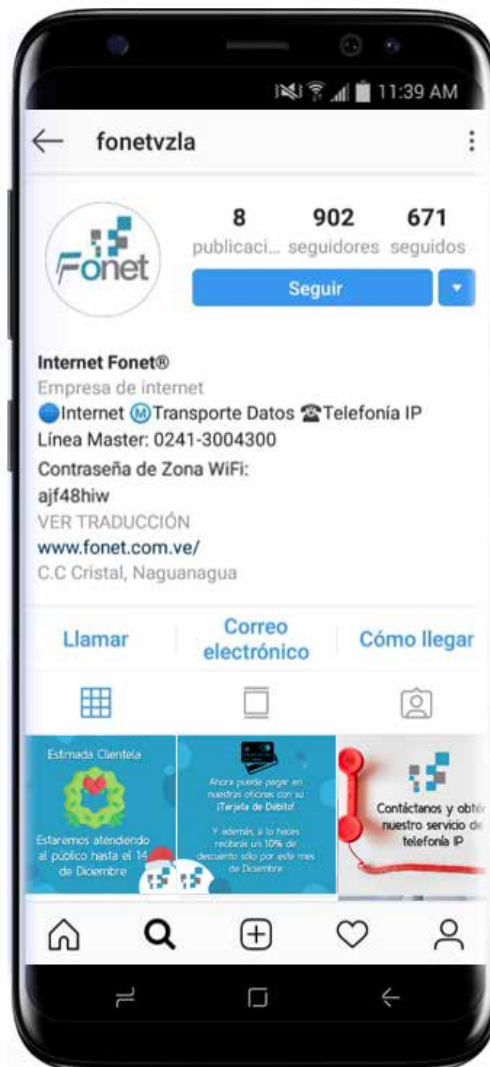 11:39 AM
fonetvzla
8 902 671
publicaci... seguidores seguidos
Fonet
Seguir
Internet Fonet®
Empresa de internet
Internet Ⓜ Transporte Datos ☎Telefonía IP
Línea Master: 0241-3004300
Contraseña de Zona WiFi:
ajf48hiw
VER TRADUCCIÓN
www.fonet.com.ve/
C.C Cristal, Naguanagua
Llamar
Correo electrónico
Cómo llegar
Estimada Clientela
Estaremos atendiendo
al público hasta el 14
de Diciembre
Ahora puede pagar en
nuestras oficinas con su
¡Tarjeta de Debito!
Y además, si lo haces
recibirás un 10% de
descuento sólo por este mes
de Diciembre
Contáctanos y obtén
nuestro servicio de
telefonía IP